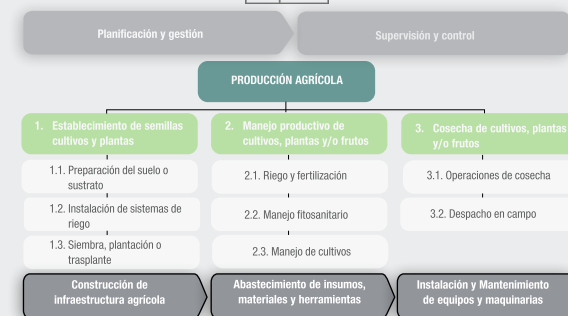 Planificación y gestión
Supervisión y control
PRODUCCIÓN AGRÍCOLA
1. Establecimiento de semillas
cultivos y plantas
1.1. Preparación del suelo o
sustrato
1.2. Instalación de sistemas de
riego
1.3. Siembra, plantación o
trasplante
2. Manejo productivo de
cultivos, plantas y/o frutos
2.1. Riego y fertilización
2.2. Manejo fitosanitario
2.3. Manejo de cultivos
3. Cosecha de cultivos, plantas
y/o frutos
3.1. Operaciones de cosecha
3.2. Despacho en campo
Construcción de
infraestructura agrícola
Abastecimiento de insumos,
materiales y herramientas
Instalación y Mantenimiento
de equipos y maquinarias